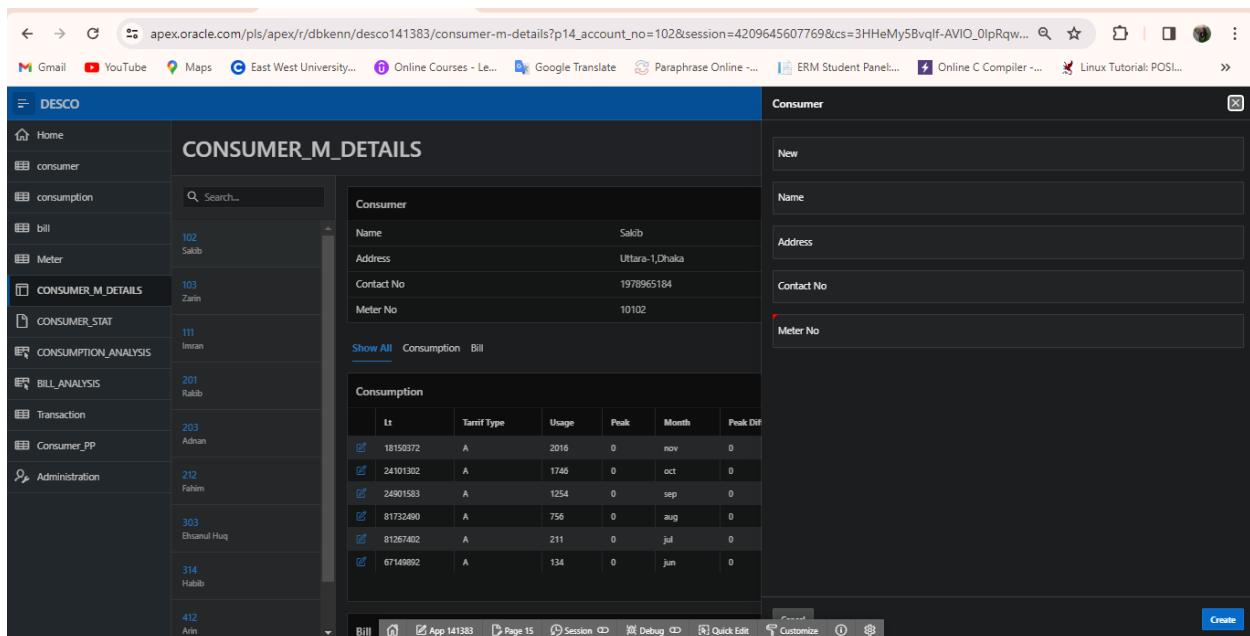 apex.oracle.com/pls/apex/r/dbkenn/desco141383/consumer-m-details?p14_account_no=102&session=4209645607769&cs=3HHeMy5Bvqlf-AVIO_0lpRqw...
Gmail YouTube Maps East West University... Online Courses - Le... Google Translate Paraphrase Online -... ERM Student Panel:... Online C Compiler -... Linux Tutorial: POSI... »
DESCO
Home
consumer
consumption
bill
Meter
CONSUMER_M_DETAILS
CONSUMER_STAT
CONSUMPTION_ANALYSIS
BILL_ANALYSIS
Transaction
Consumer_PP
Administration
CONSUMER_M_DETAILS
Search...
102
Sakib
103
Zarin
111
Imran
201
Rakib
203
Adnan
212
Fahim
303
Ehsanul Huq
314
Habib
412
Arin
Consumer
Name Sakib
Address Uttara-1,Dhaka
Contact No 1978965184
Meter No 10102
Show All Consumption Bill
Consumption
Lt Tarrif Type Usage Peak Month Peak Dif
18150372 A 2016 0 nov 0
24101302 A 1746 0 oct 0
24901583 A 1254 0 sep 0
81732490 A 756 0 aug 0
81267402 A 211 0 jul 0
67149892 A 134 0 jun 0
Bill
Consumer
New
Name
Address
Contact No
Meter No
Cancel
Create
App 141383 Page 15 Session Debug Quick Edit Customize